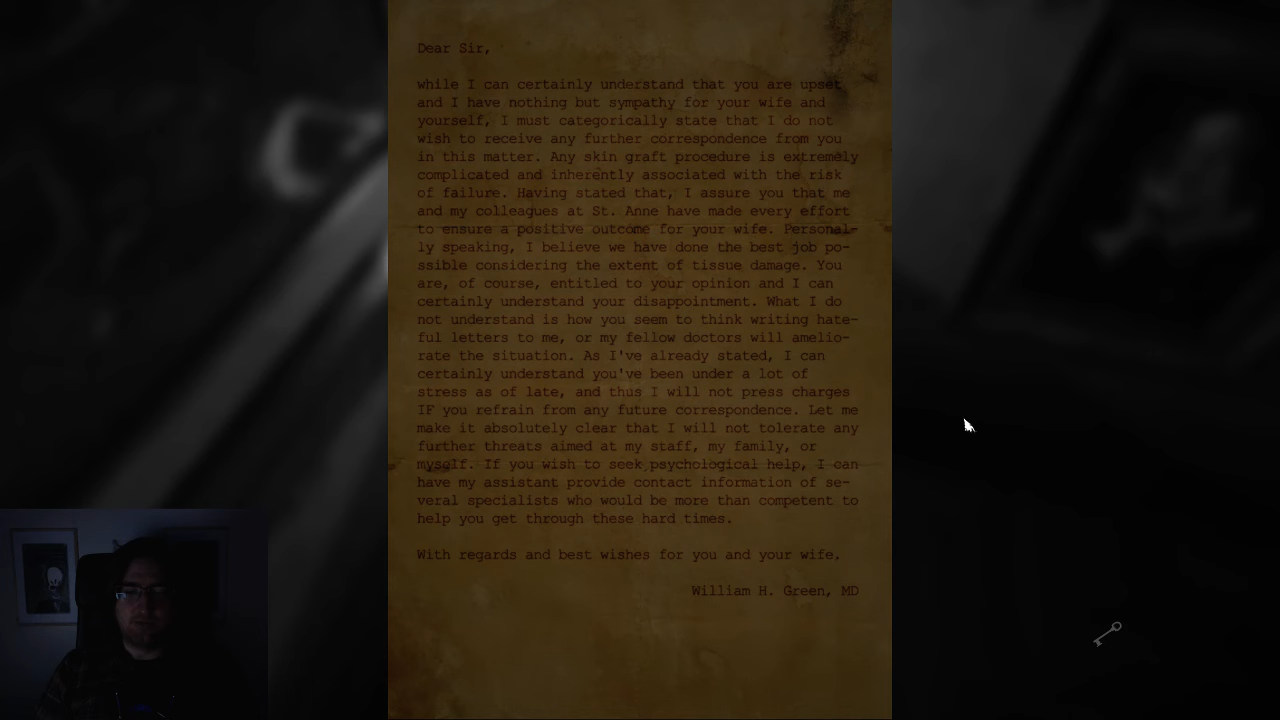 Dear Sir,
while I can certainly understand that you are upset
and I have nothing but sympathy for your wife and
yourself, I must categorically state that I do not
wish to receive any further correspondence from you
in this matter. Any skin graft procedure is extremely
complicated and inherently associated with the risk
of failure. Having stated that, I assure you that me
and my colleagues at St. Anne have made every effort
to ensure a positive outcome for your wife. Personal-
ly speaking, I believe we have done the best job po-
ssible considering the extent of tissue damage. You
are, of course, entitled to your opinion and I can
certainly understand your disappointment. What I do
not understand is how you seem to think writing hate-
ful letters to me, or my fellow doctors will amelio-
rate the situation. As I've already stated, I can
certainly understand you've been under a lot of
stress as of late, and thus I will not press charges
IF you refrain from any future correspondence. Let me
make it absolutely clear that I will not tolerate any
further threats aimed at my staff, my family, or
myself. If you wish to seek psychological help, I can
have my assistant provide contact information of se-
veral specialists who would be more than competent to
help you get through these hard times.
With regards and best wishes for you and your wife.
William H. Green, MD